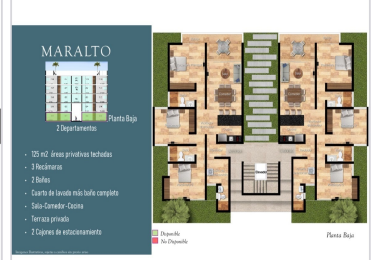 MARALTO
Planta Baja
2 Departamentos
125 m2 áreas privativas techadas
3 Recámaras
2 Baños
Cuarto de lavado más baño completo
Sala-Comedor-Cocina
Terraza privada
2 Cajones de estacionamiento
Disponible
No Disponible
Planta Baja